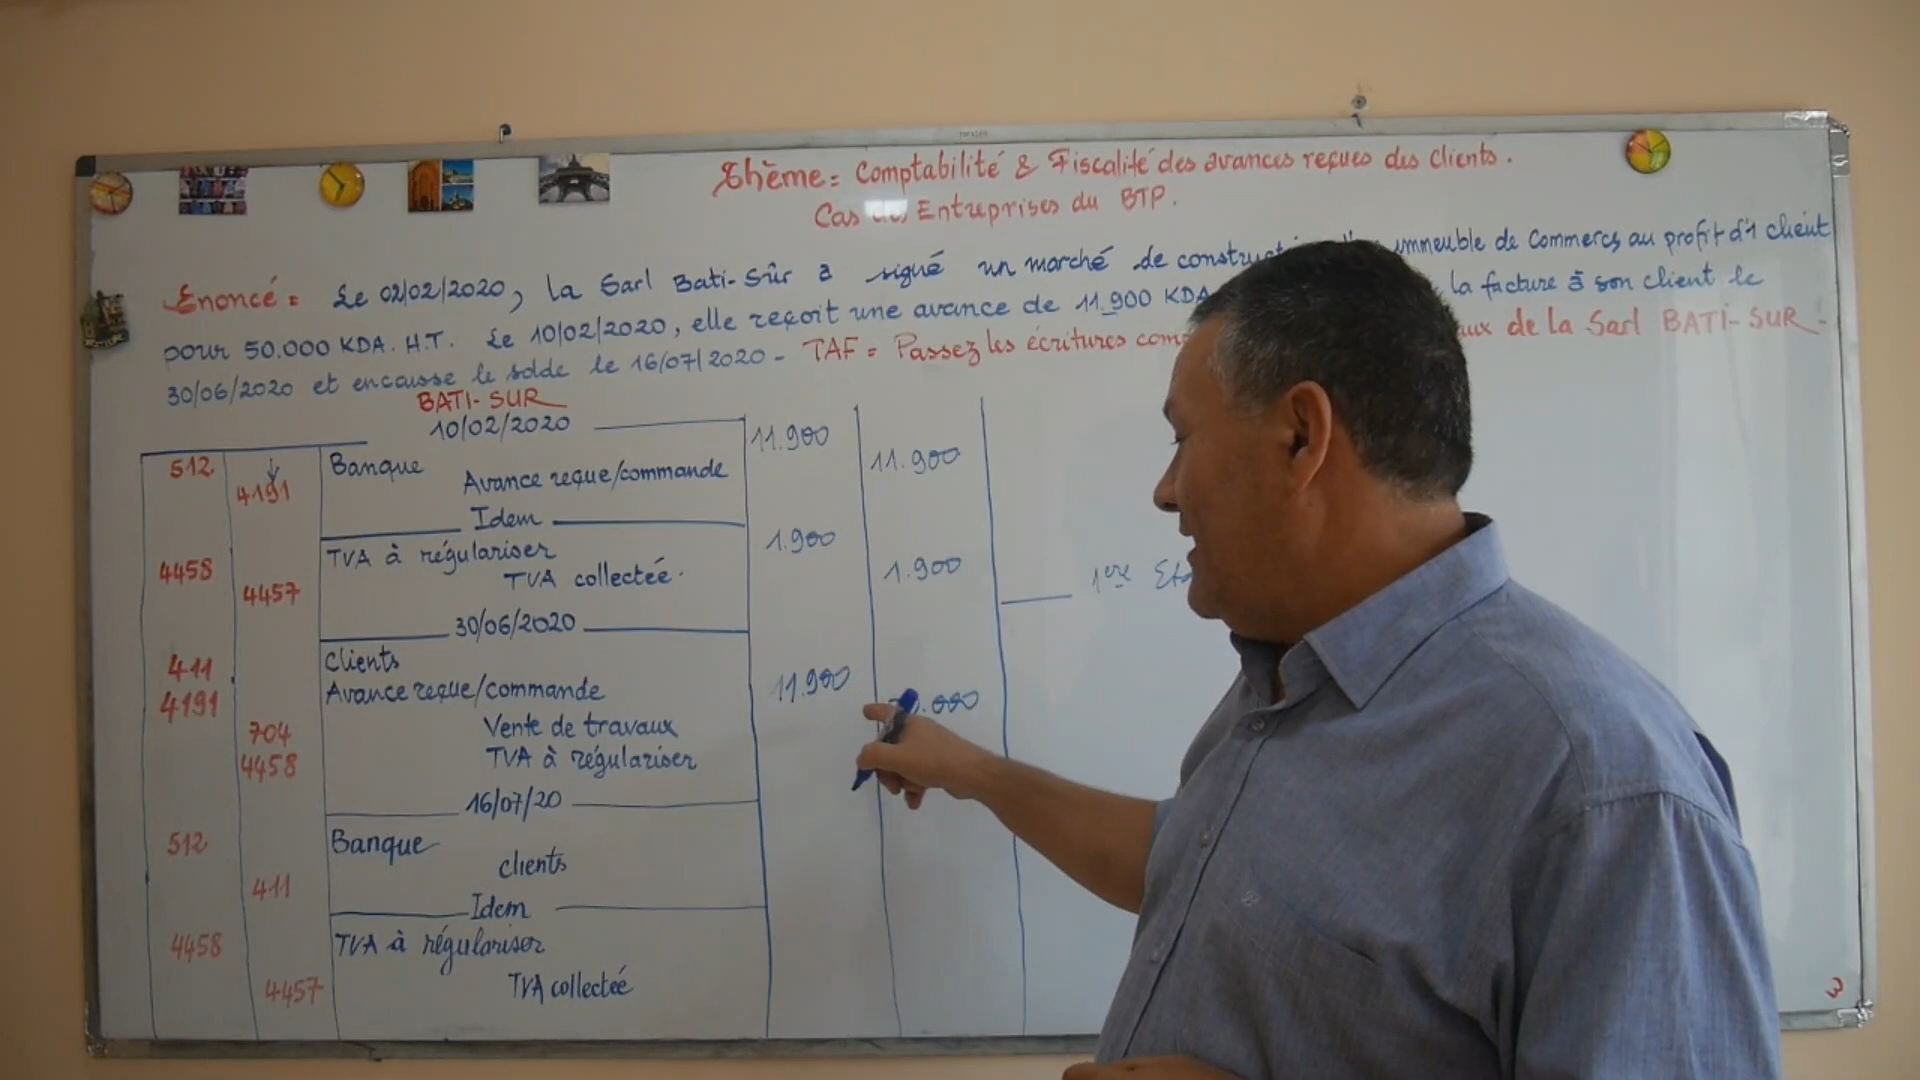 Thème = Comptabilité & Fiscalité des avances reçues des Clients.
Cas des Entreprises du BTP.
Enoncé = Le 02/02/2020, la Sarl Bati-Sûr a signé un marché de immeuble de Commerces au profit d'1 client
pour 50.000 KDA. H.T. Le 10/02/2020, elle reçoit une avance de 11.900 KDA la facture à son client le
30/06/2020 et encaisse le solde le 16/07/2020 - TAF = Passez les écritures de la Sarl BATI-SUR -
BATI-SUR
10/02/2020
512 Banque 11.900
4191 Avance reçue/commande 11.900
Idem
4458 TVA à régulariser 1.900
4457 TVA collectée. 1.900
1ere
30/06/2020
411 Clients
4191 Avance reçue/commande 11.900
704 Vente de travaux
4458 TVA à régulariser
16/07/20
512 Banque
411 clients
Idem
4458 TVA à régulariser
4457 TVA collectée
3